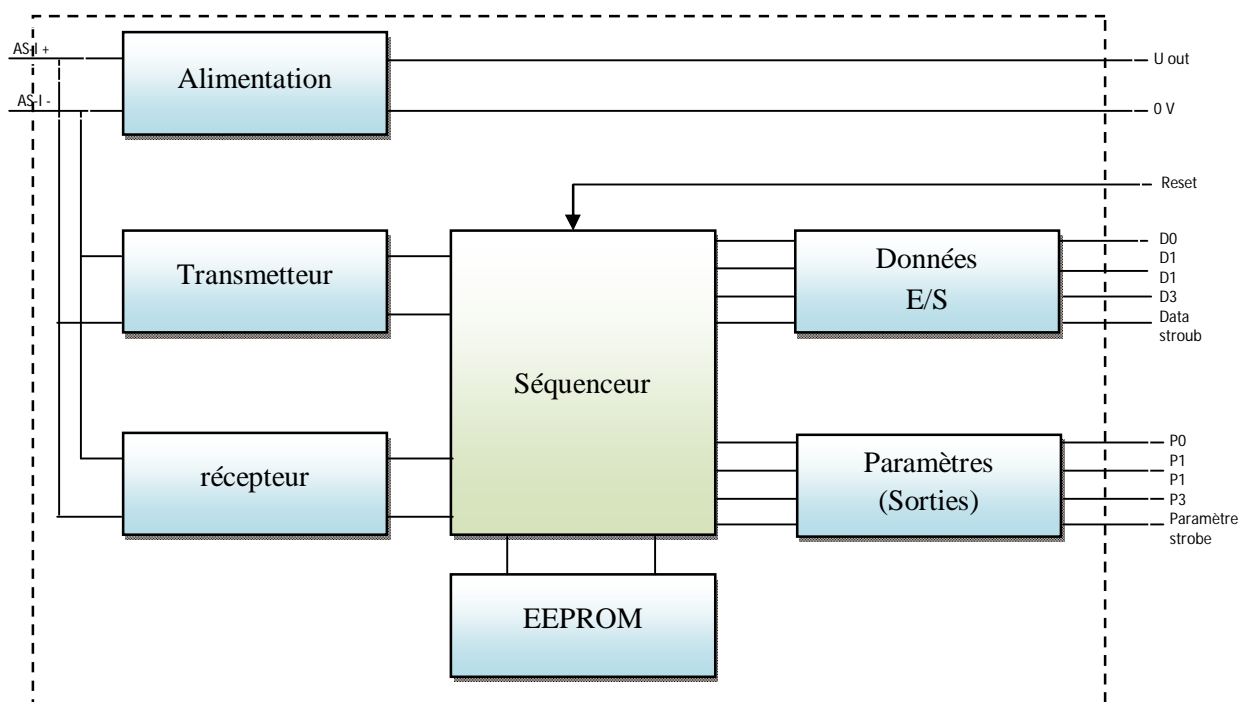 AS-I +
Alimentation
U out
AS-I -
0 V
Reset
Transmetteur
Séquenceur
Données
E/S
D0
D1
D1
D3
Data
stroub
récepteur
Paramètres
(Sorties)
P0
P1
P1
P3
Paramètre
strobe
EEPROM